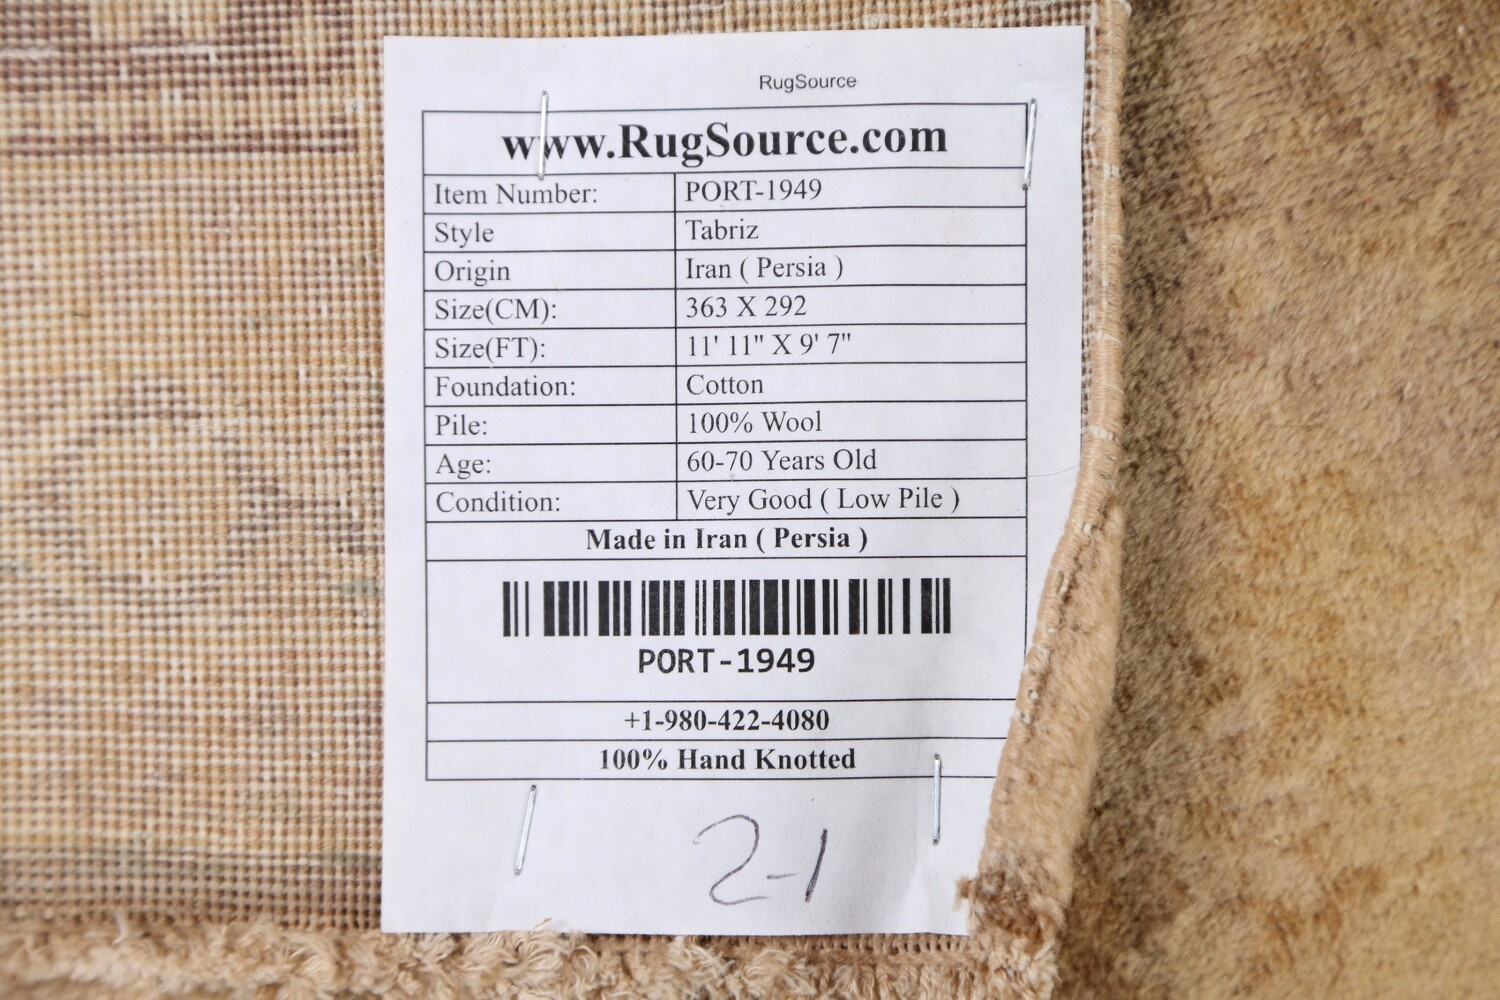 RugSource
www.RugSource.com
Item Number: PORT-1949
Style Tabriz
Origin Iran ( Persia )
Size(CM): 363 X 292
Size(FT): 11' 11" X 9' 7"
Foundation: Cotton
Pile: 100% Wool
Age: 60-70 Years Old
Condition: Very Good ( Low Pile )
Made in Iran ( Persia )
PORT-1949
+1-980-422-4080
100% Hand Knotted
2-1